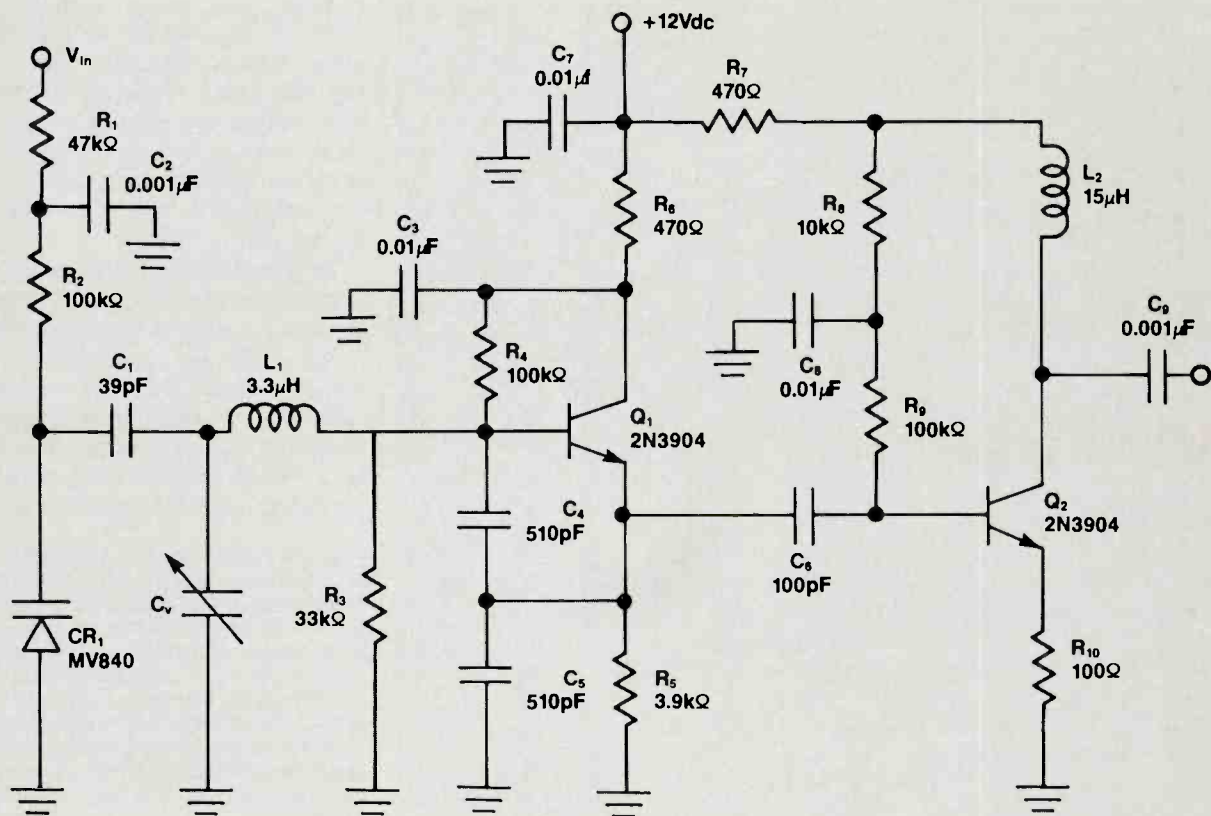 +12Vdc
V_in
C7
0.01µf
R7
470Ω
R1
47kΩ
C2
0.001µF
L2
15µH
R6
470Ω
R8
10kΩ
C3
0.01µF
R2
100kΩ
C9
0.001µF
C1
39pF
L1
3.3µH
R4
100kΩ
C8
0.01µF
Q1
2N3904
R9
100kΩ
C4
510pF
Q2
2N3904
C6
100pF
Cv
R3
33kΩ
CR1
MV840
C5
510pF
R5
3.9kΩ
R10
100Ω